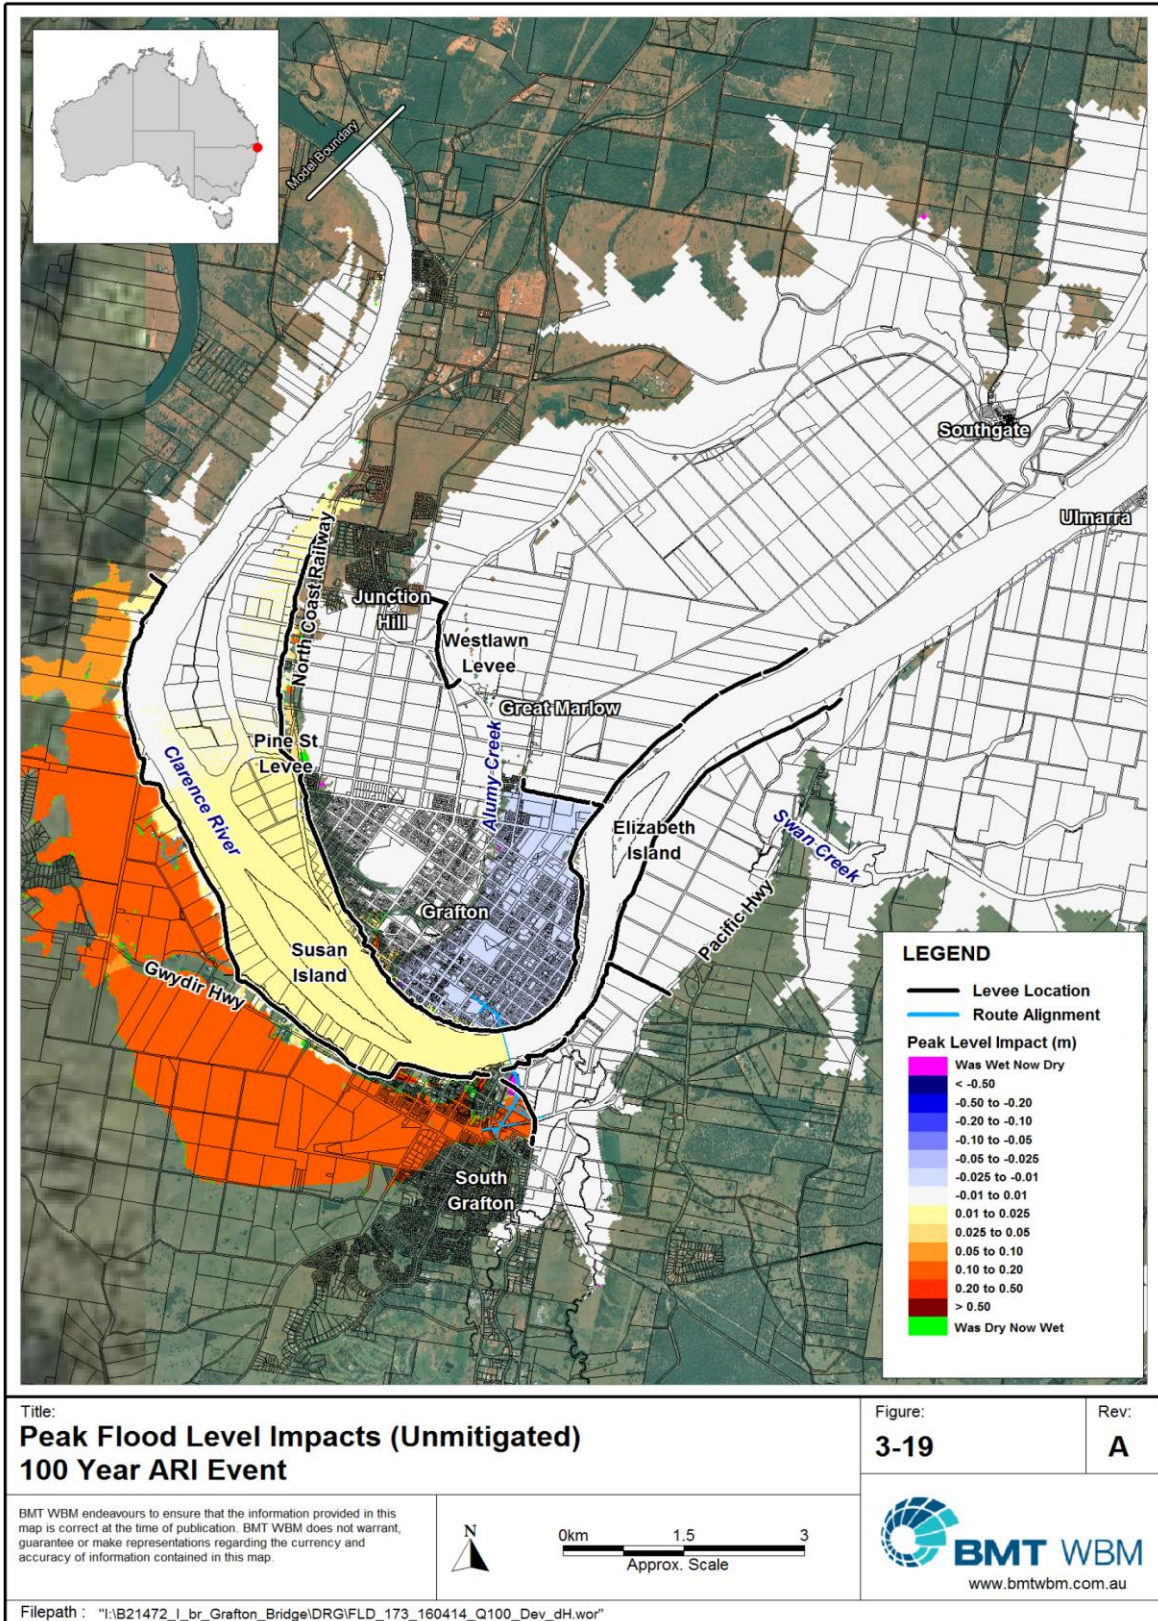 Model Boundary
Southgate
Ulmarra
North Coast Railway
Junction
Hill
Westlawn
Levee
Great Marlow
Pine St
Levee
Clarence River
Alumy Creek
Elizabeth
Island
Swan Creek
Grafton
Pacific Hwy
Susan
Island
Gwydir Hwy
South
Grafton
LEGEND
Levee Location
Route Alignment
Peak Level Impact (m)
Was Wet Now Dry
< -0.50
-0.50 to -0.20
-0.20 to -0.10
-0.10 to -0.05
-0.05 to -0.025
-0.025 to -0.01
-0.01 to 0.01
0.01 to 0.025
0.025 to 0.05
0.05 to 0.10
0.10 to 0.20
0.20 to 0.50
> 0.50
Was Dry Now Wet
Title:
Peak Flood Level Impacts (Unmitigated)
100 Year ARI Event
Figure:
3-19
Rev:
A
BMT WBM endeavours to ensure that the information provided in this
map is correct at the time of publication. BMT WBM does not warrant,
guarantee or make representations regarding the currency and
accuracy of information contained in this map.
N
0km 1.5 3
Approx. Scale
BMT WBM
www.bmtwbm.com.au
Filepath : "I:\B21472_I_br_Grafton_Bridge\DRG\FLD_173_160414_Q100_Dev_dH.wor"